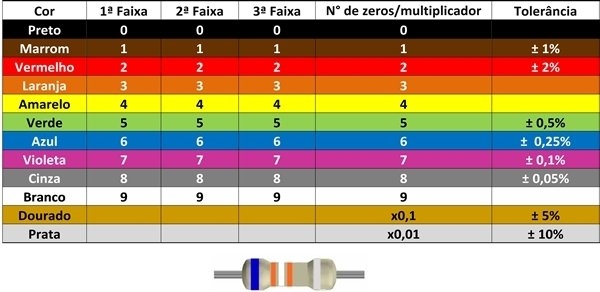 Cor 1ª Faixa 2ª Faixa 3ª Faixa N° de zeros/multiplicador Tolerância
Preto 0 0 0 0
Marrom 1 1 1 1 ± 1%
Vermelho 2 2 2 2 ± 2%
Laranja 3 3 3 3
Amarelo 4 4 4 4
Verde 5 5 5 5 ± 0,5%
Azul 6 6 6 6 ± 0,25%
Violeta 7 7 7 7 ± 0,1%
Cinza 8 8 8 8 ± 0,05%
Branco 9 9 9 9
Dourado x0,1 ± 5%
Prata x0,01 ± 10%